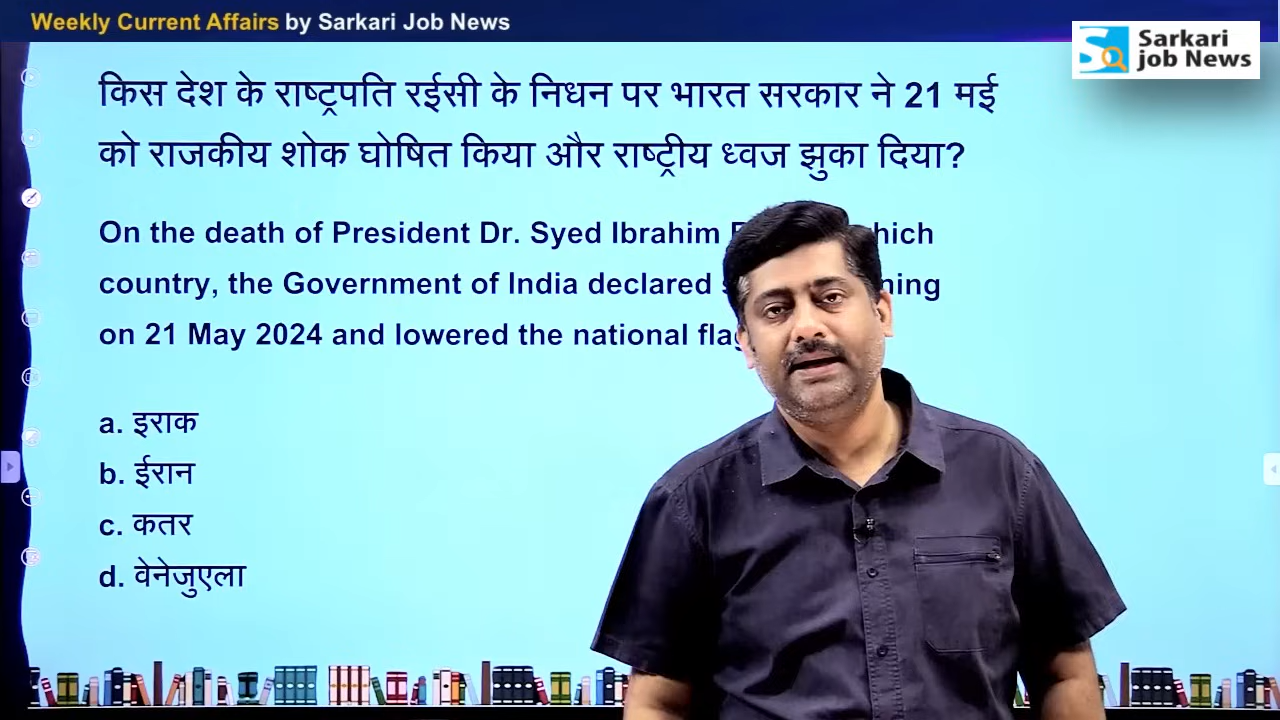 Weekly Current Affairs by Sarkari Job News
Sarkari
job News
किस देश के राष्ट्रपति रईसी के निधन पर भारत सरकार ने 21 मई
को राजकीय शोक घोषित किया और राष्ट्रीय ध्वज झुका दिया?
On the death of President Dr. Syed Ibrahim
country, the Government of India declared
on 21 May 2024 and lowered the national
a. इराक
b. ईरान
c. कतर
d. वेनेजुएला